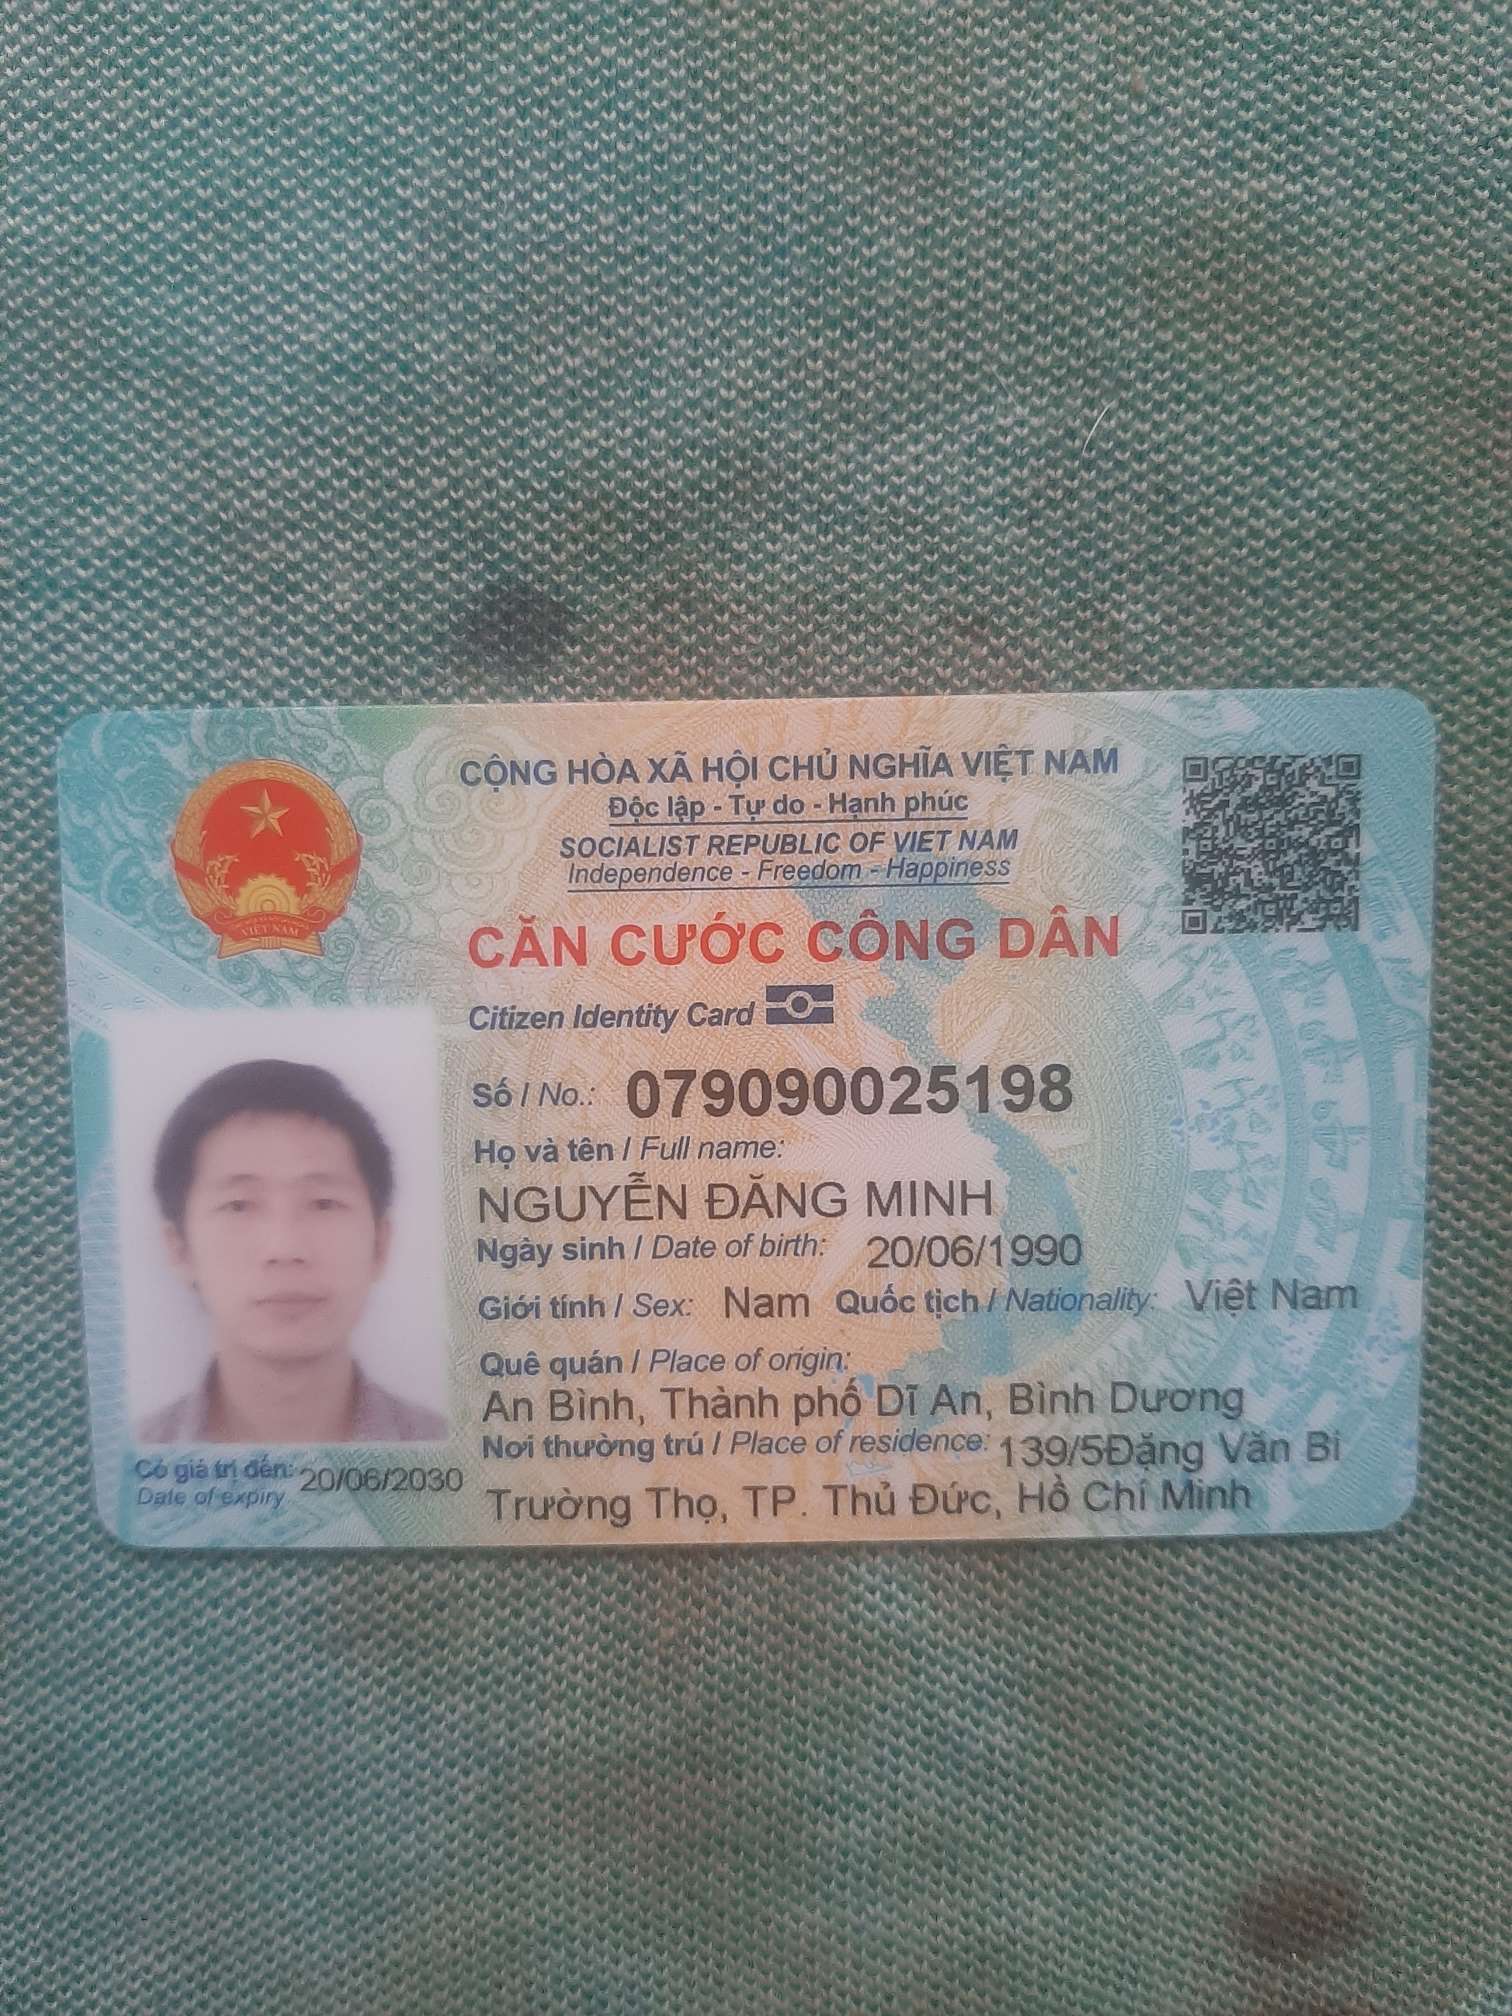 CỘNG HÒA XÃ HỘI CHỦ NGHĨA VIỆT NAM
Độc lập - Tự do - Hạnh phúc
SOCIALIST REPUBLIC OF VIET NAM
Independence - Freedom - Happiness
CĂN CƯỚC CÔNG DÂN
Citizen Identity Card
Số / No.: 079090025198
Họ và tên / Full name:
NGUYỄN ĐĂNG MINH
Ngày sinh / Date of birth: 20/06/1990
Giới tính / Sex: Nam Quốc tịch / Nationality: Việt Nam
Quê quán / Place of origin:
An Bình, Thành phố Dĩ An, Bình Dương
Nơi thường trú / Place of residence: 139/5Đặng Văn Bi
Trường Thọ, TP. Thủ Đức, Hồ Chí Minh
Có giá trị đến: 20/06/2030
Date of expiry
VIỆT NAM